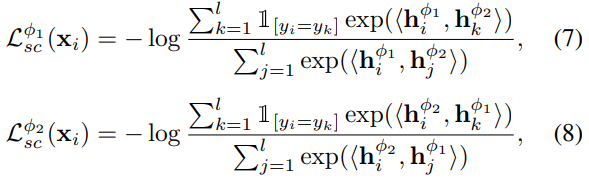 $$\mathcal{L}_{sc}^{\phi_1}(\mathbf{x}_i) = -\log \frac{\sum_{k=1}^{l} \mathbb{1}_{[y_i=y_k]} \exp(\langle \mathbf{h}_i^{\phi_1}, \mathbf{h}_k^{\phi_2} \rangle)}{\sum_{j=1}^{l} \exp(\langle \mathbf{h}_i^{\phi_1}, \mathbf{h}_j^{\phi_2} \rangle)}, \quad (7)$$
$$\mathcal{L}_{sc}^{\phi_2}(\mathbf{x}_i) = -\log \frac{\sum_{k=1}^{l} \mathbb{1}_{[y_i=y_k]} \exp(\langle \mathbf{h}_i^{\phi_2}, \mathbf{h}_k^{\phi_1} \rangle)}{\sum_{j=1}^{l} \exp(\langle \mathbf{h}_i^{\phi_2}, \mathbf{h}_j^{\phi_1} \rangle)}, \quad (8)$$